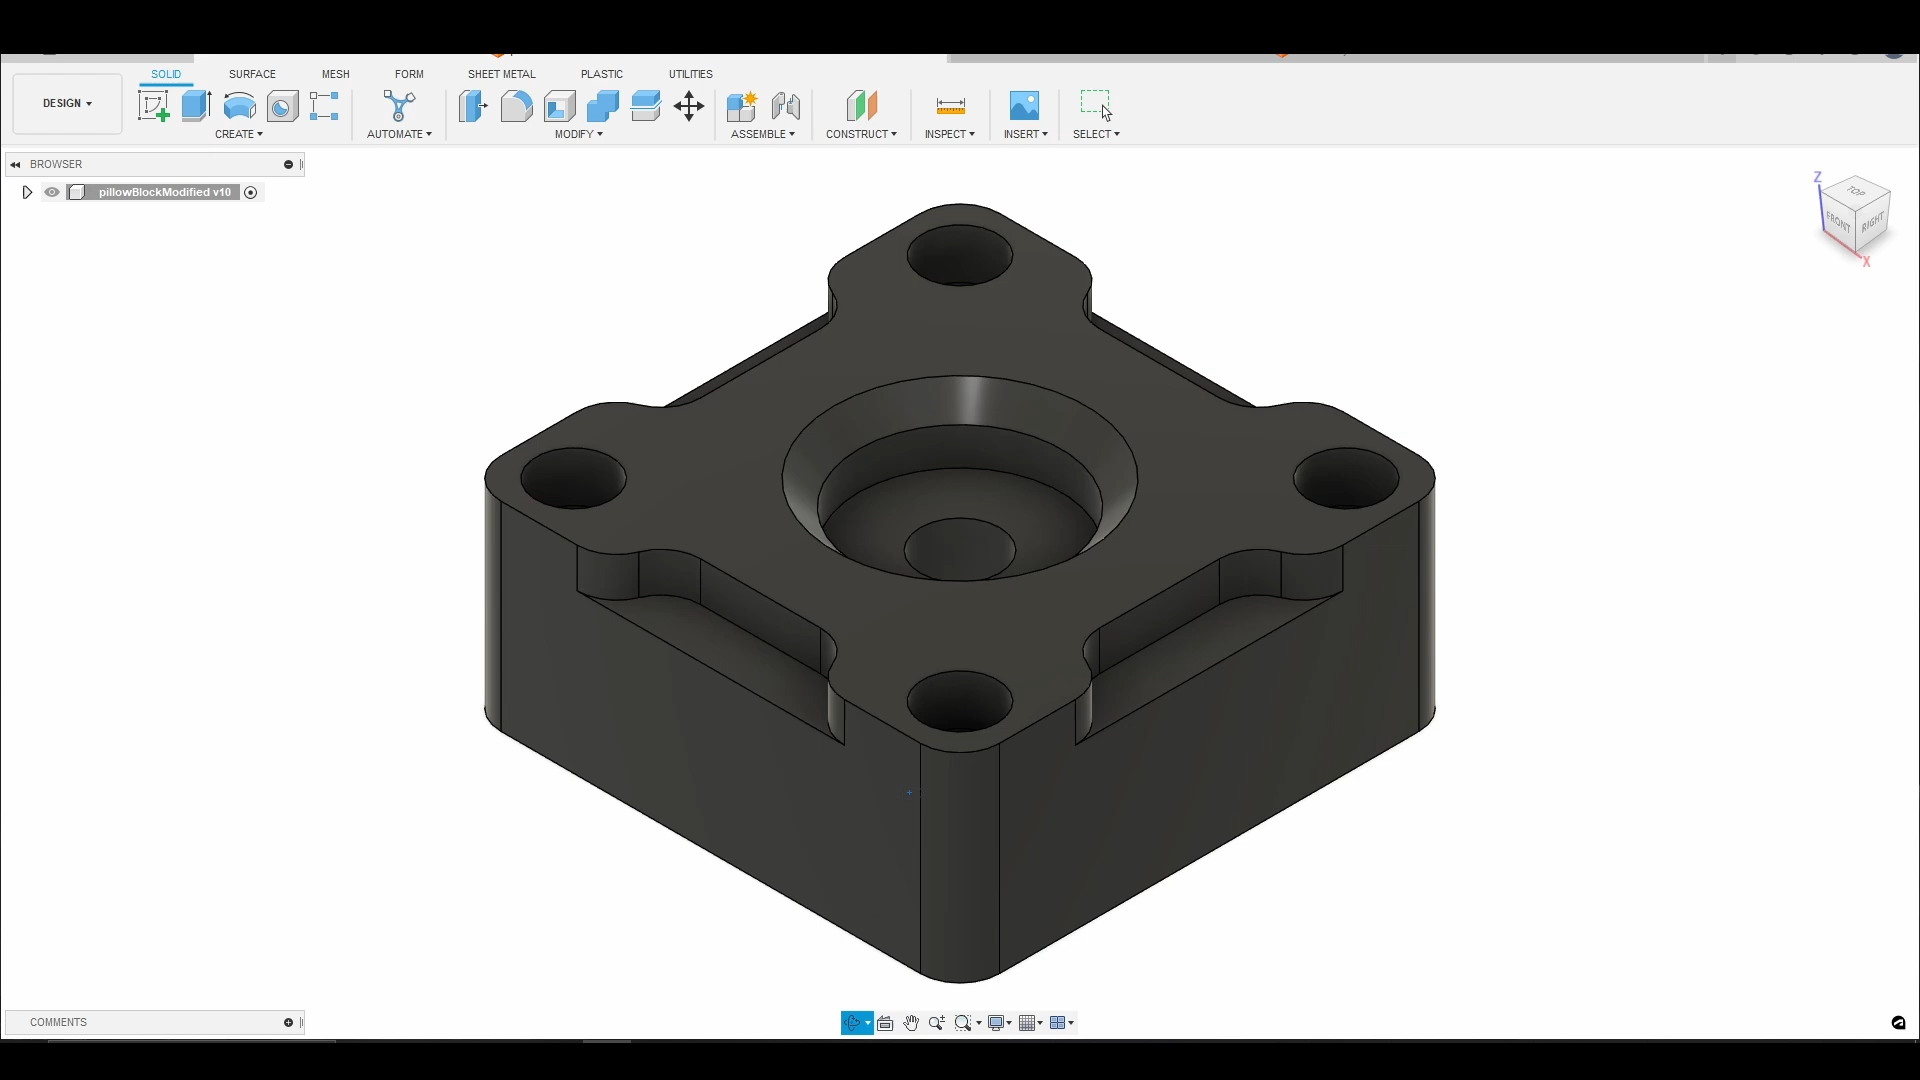 SOLID SURFACE MESH FORM SHEET METAL PLASTIC UTILITIES
DESIGN
CREATE AUTOMATE MODIFY ASSEMBLE CONSTRUCT INSPECT INSERT SELECT
BROWSER
pillowBlockModified v10
Z
TOP
FRONT
RIGHT
X
COMMENTS